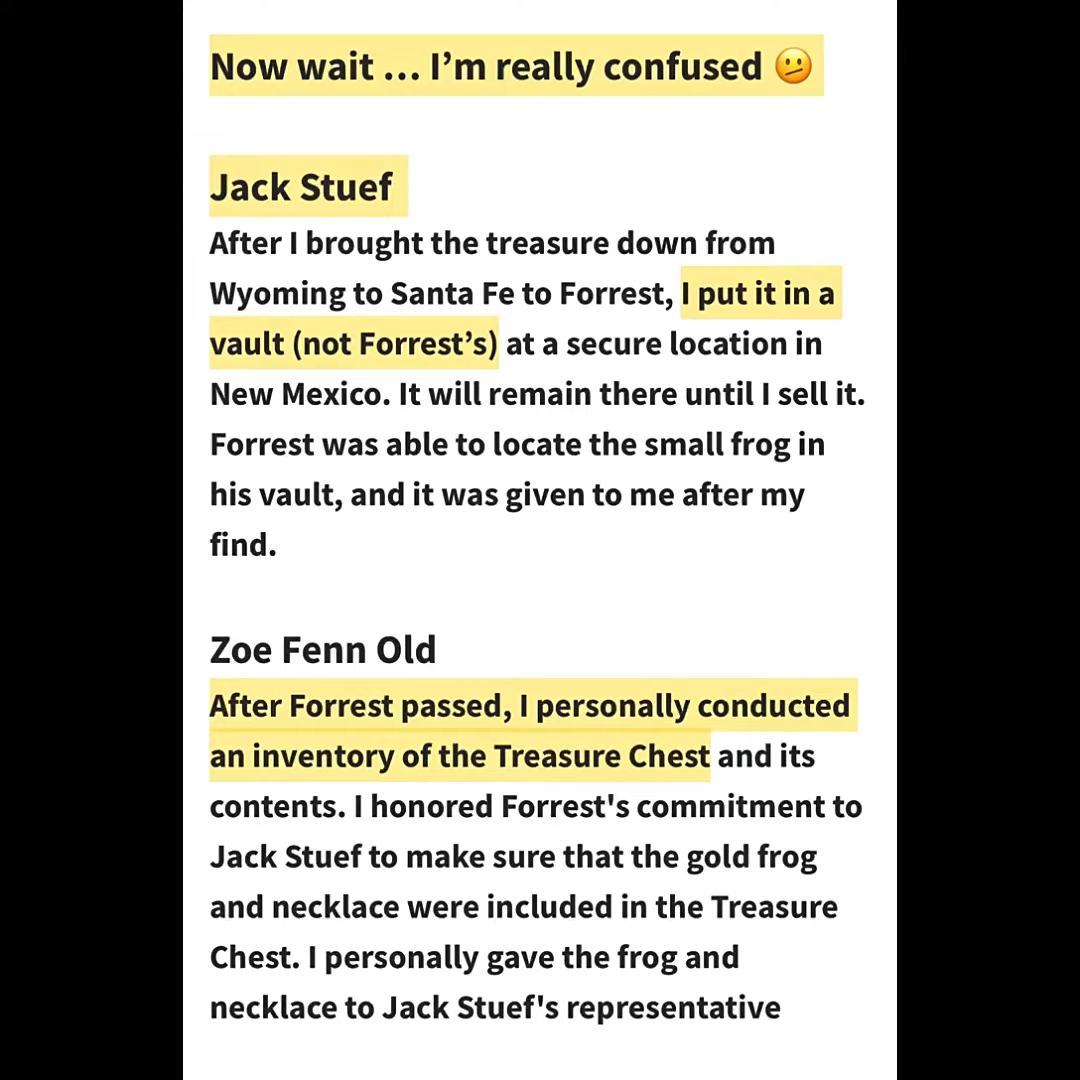 Now wait … I’m really confused 🫤
Jack Stuef
After I brought the treasure down from
Wyoming to Santa Fe to Forrest, I put it in a
vault (not Forrest’s) at a secure location in
New Mexico. It will remain there until I sell it.
Forrest was able to locate the small frog in
his vault, and it was given to me after my
find.
Zoe Fenn Old
After Forrest passed, I personally conducted
an inventory of the Treasure Chest and its
contents. I honored Forrest's commitment to
Jack Stuef to make sure that the gold frog
and necklace were included in the Treasure
Chest. I personally gave the frog and
necklace to Jack Stuef's representative